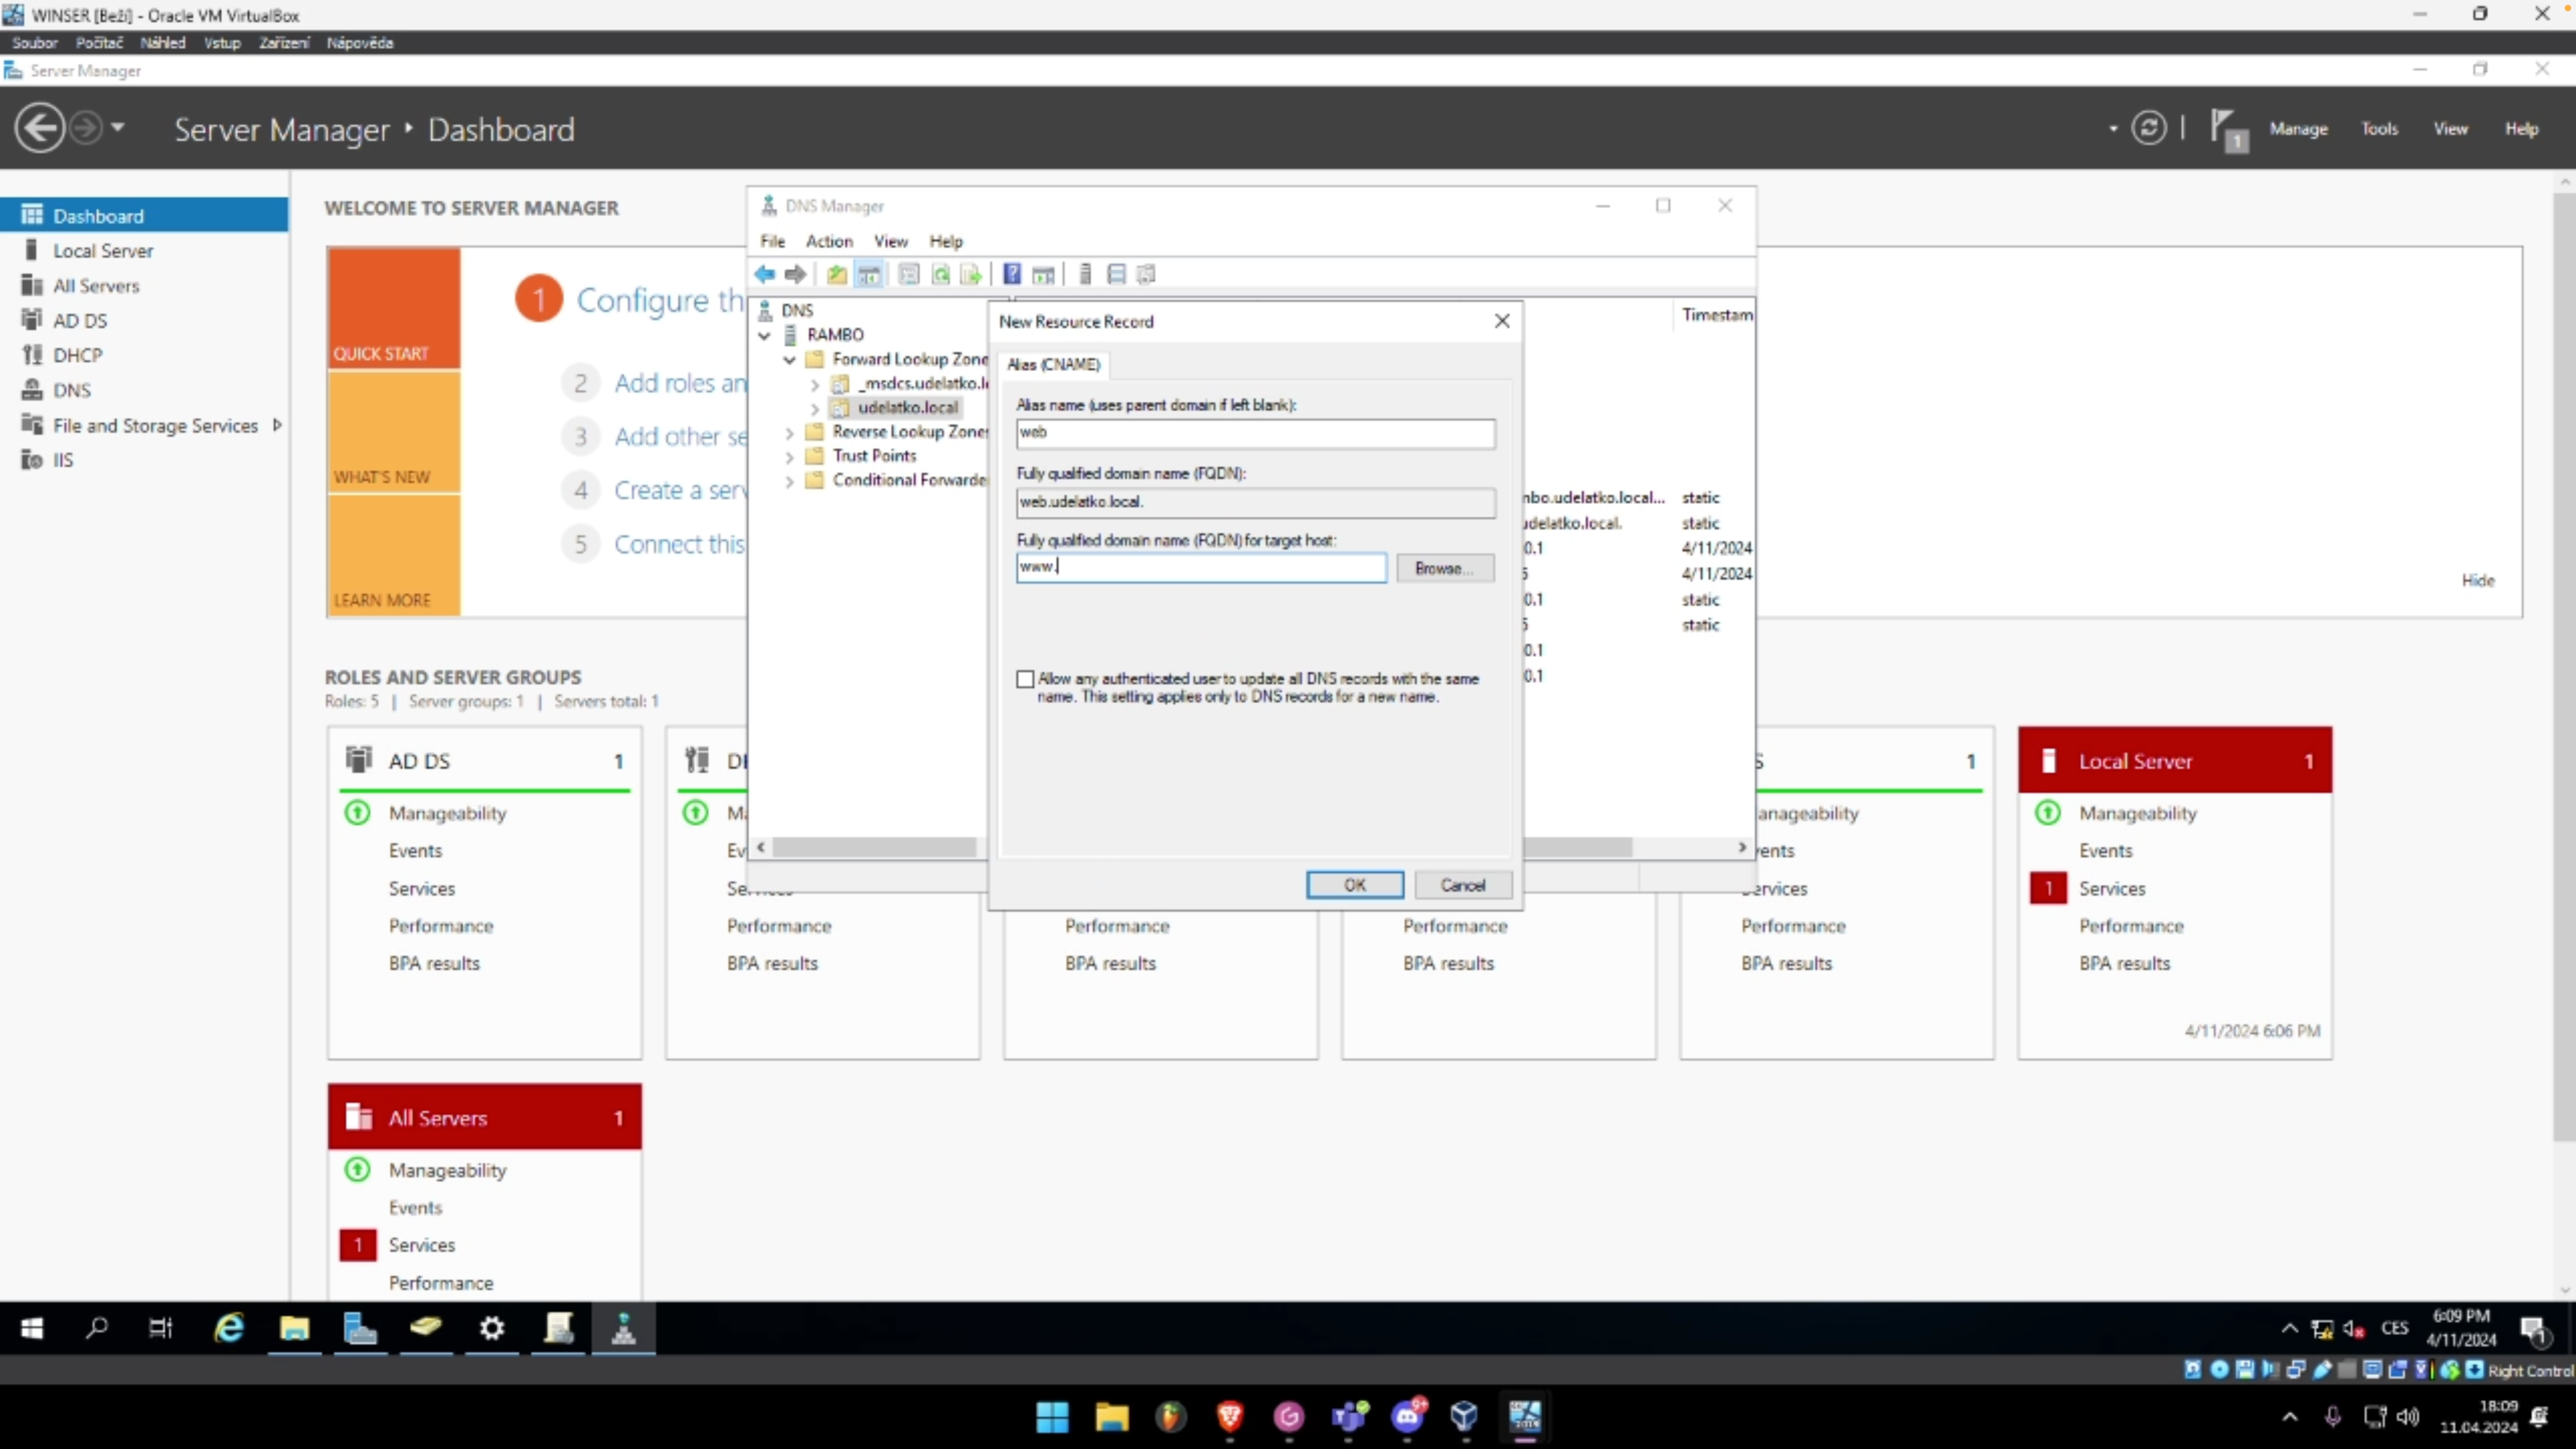 WINSER [Beží] - Oracle VM VirtualBox
Soubor Počítač Náhled Vstup Zařízení Nápověda
Server Manager
Server Manager Dashboard
1
Manage Tools View Help
Dashboard
Local Server
All Servers
AD DS
DHCP
DNS
File and Storage Services
IIS
WELCOME TO SERVER MANAGER
QUICK START
WHAT'S NEW
LEARN MORE
1 Configure th
2 Add roles an
3 Add other se
4 Create a serv
5 Connect this
Hide
DNS Manager
File Action View Help
DNS
RAMBO
Forward Lookup Zone
_msdcs.udelatko.l
udelatko.local
Reverse Lookup Zone
Trust Points
Conditional Forwarde
Timestam
mbo.udelatko.local... static
udelatko.local. static
0.1 4/11/2024
5 4/11/2024
0.1 static
5 static
0.1
0.1
New Resource Record
Alias (CNAME)
Alias name (uses parent domain if left blank):
web
Fully qualified domain name (FQDN):
web.udelatko.local.
Fully qualified domain name (FQDN) for target host:
www.
Browse...
Allow any authenticated user to update all DNS records with the same
name. This setting applies only to DNS records for a new name.
OK Cancel
ROLES AND SERVER GROUPS
Roles: 5 | Server groups: 1 | Servers total: 1
AD DS 1
Manageability
Events
Services
Performance
BPA results
DH
Ma
Ev
Services
Performance
BPA results
Performance
BPA results
Performance
BPA results
S 1
anageability
vents
ervices
Performance
BPA results
Local Server 1
Manageability
Events
1 Services
Performance
BPA results
4/11/2024 6:06 PM
All Servers 1
Manageability
Events
1 Services
Performance
CES
6:09 PM
4/11/2024
1
Right Control
9+
18:09
11.04.2024